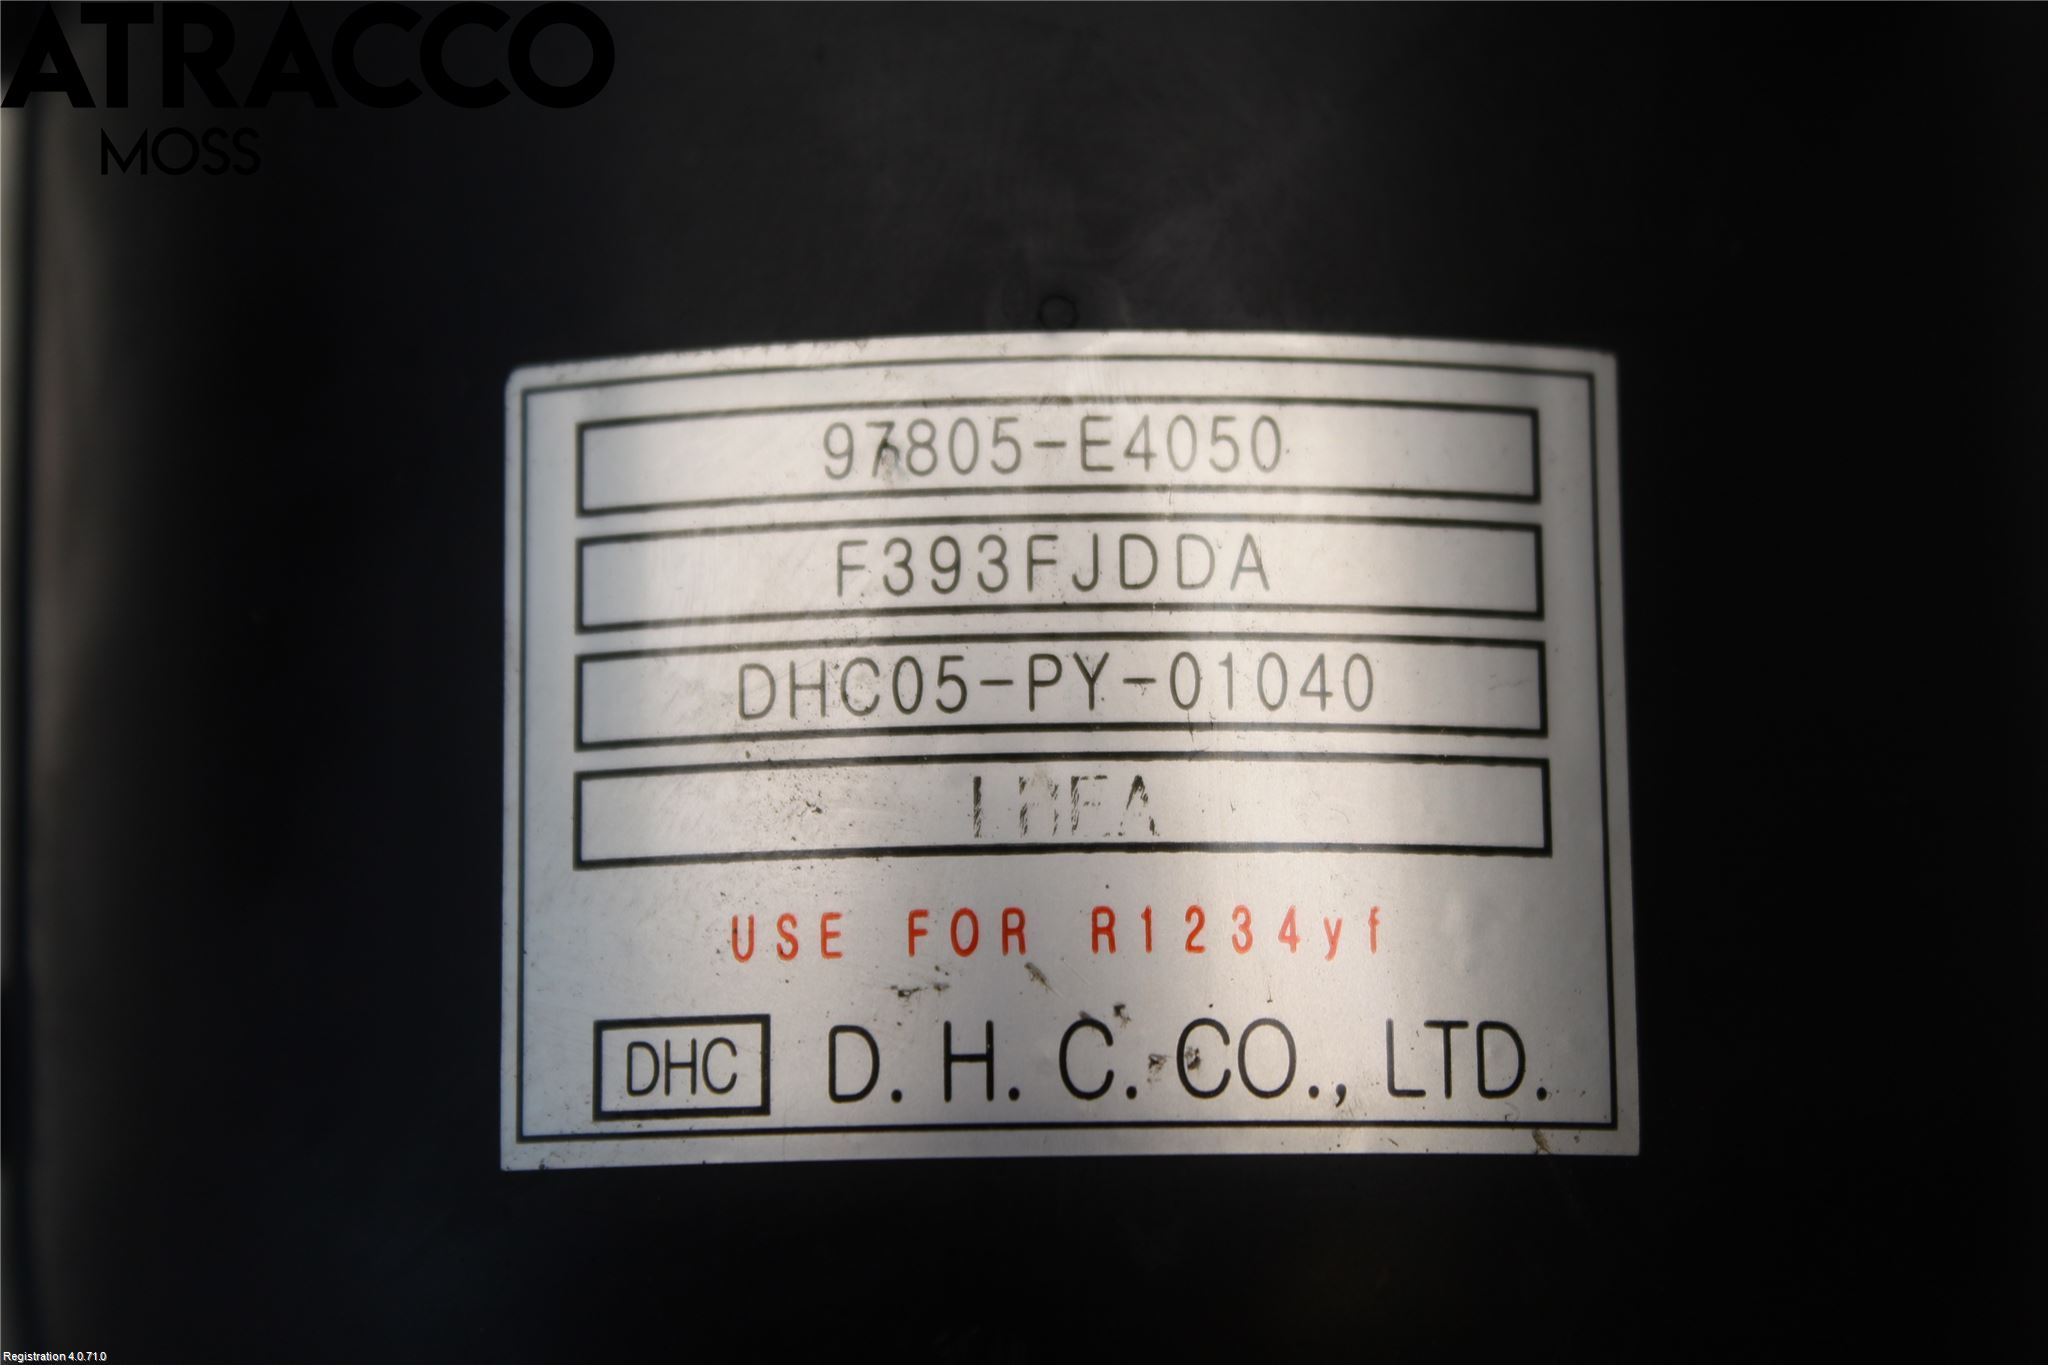 ATRACCO
MOSS
97805-E4050
F393FJDDA
DHC05-PY-01040
USE FOR R1234yf
DHC D. H. C. CO., LTD.
Registration 4.0.71.0